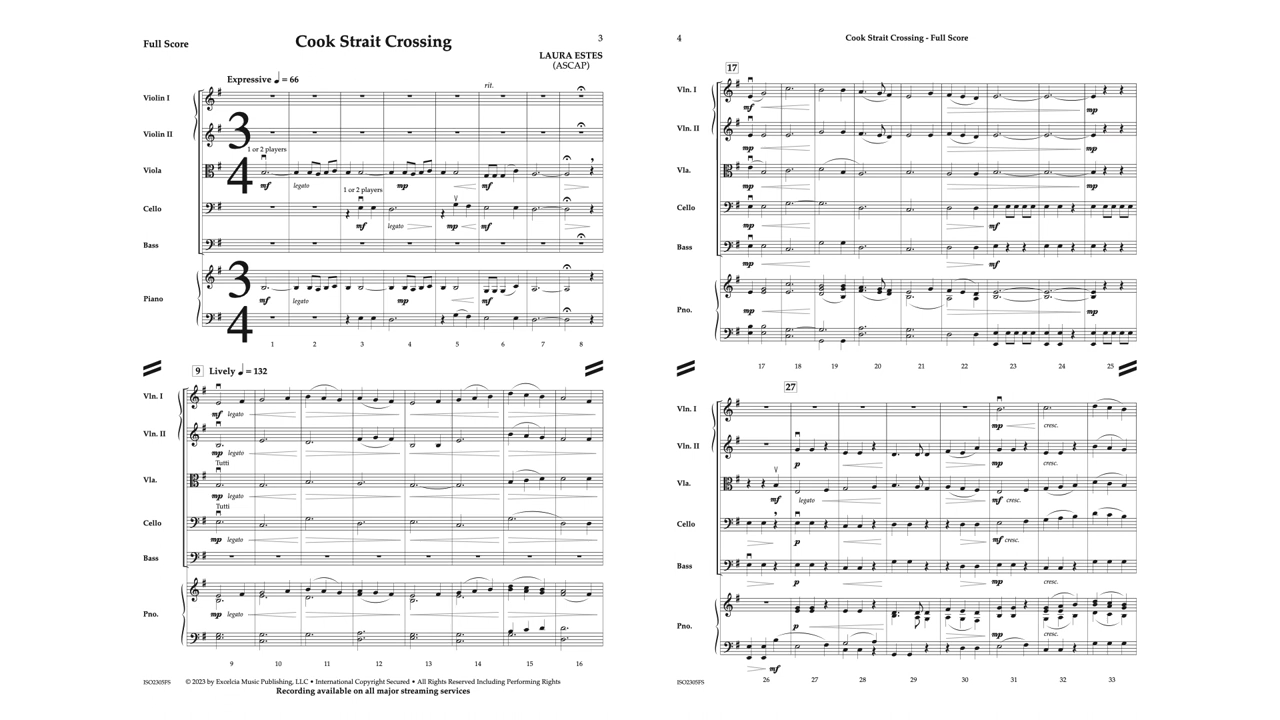 Full Score
Cook Strait Crossing
3
LAURA ESTES
(ASCAP)
Expressive ♩ = 66
rit.
Violin I
Violin II
3
4
1 or 2 players
Viola
mf legato mp mf
1 or 2 players
Cello
mf legato mp mf
Bass
3
4
Piano
mf legato mp mf
1 2 3 4 5 6 7 8
9 Lively ♩ = 132
Vln. I
mf legato
Vln. II
mp legato
Tutti
Vla.
mp legato
Tutti
Cello
mp legato
Bass
Pno.
mp legato
9 10 11 12 13 14 15 16
ISO2305FS © 2023 by Excelcia Music Publishing, LLC • International Copyright Secured • All Rights Reserved Including Performing Rights
Recording available on all major streaming services
4
Cook Strait Crossing - Full Score
17
Vln. I
mf mp
Vln. II
mp mp
Vla.
mp mp
Cello
mp mf
Bass
mp mf
Pno.
mp mp
17 18 19 20 21 22 23 24 25
27
Vln. I
mp cresc.
Vln. II
p mp cresc.
Vla.
mf legato mf cresc.
Cello
p mf cresc.
Bass
p mp cresc.
Pno.
p mp cresc.
mf
26 27 28 29 30 31 32 33
ISO2305FS